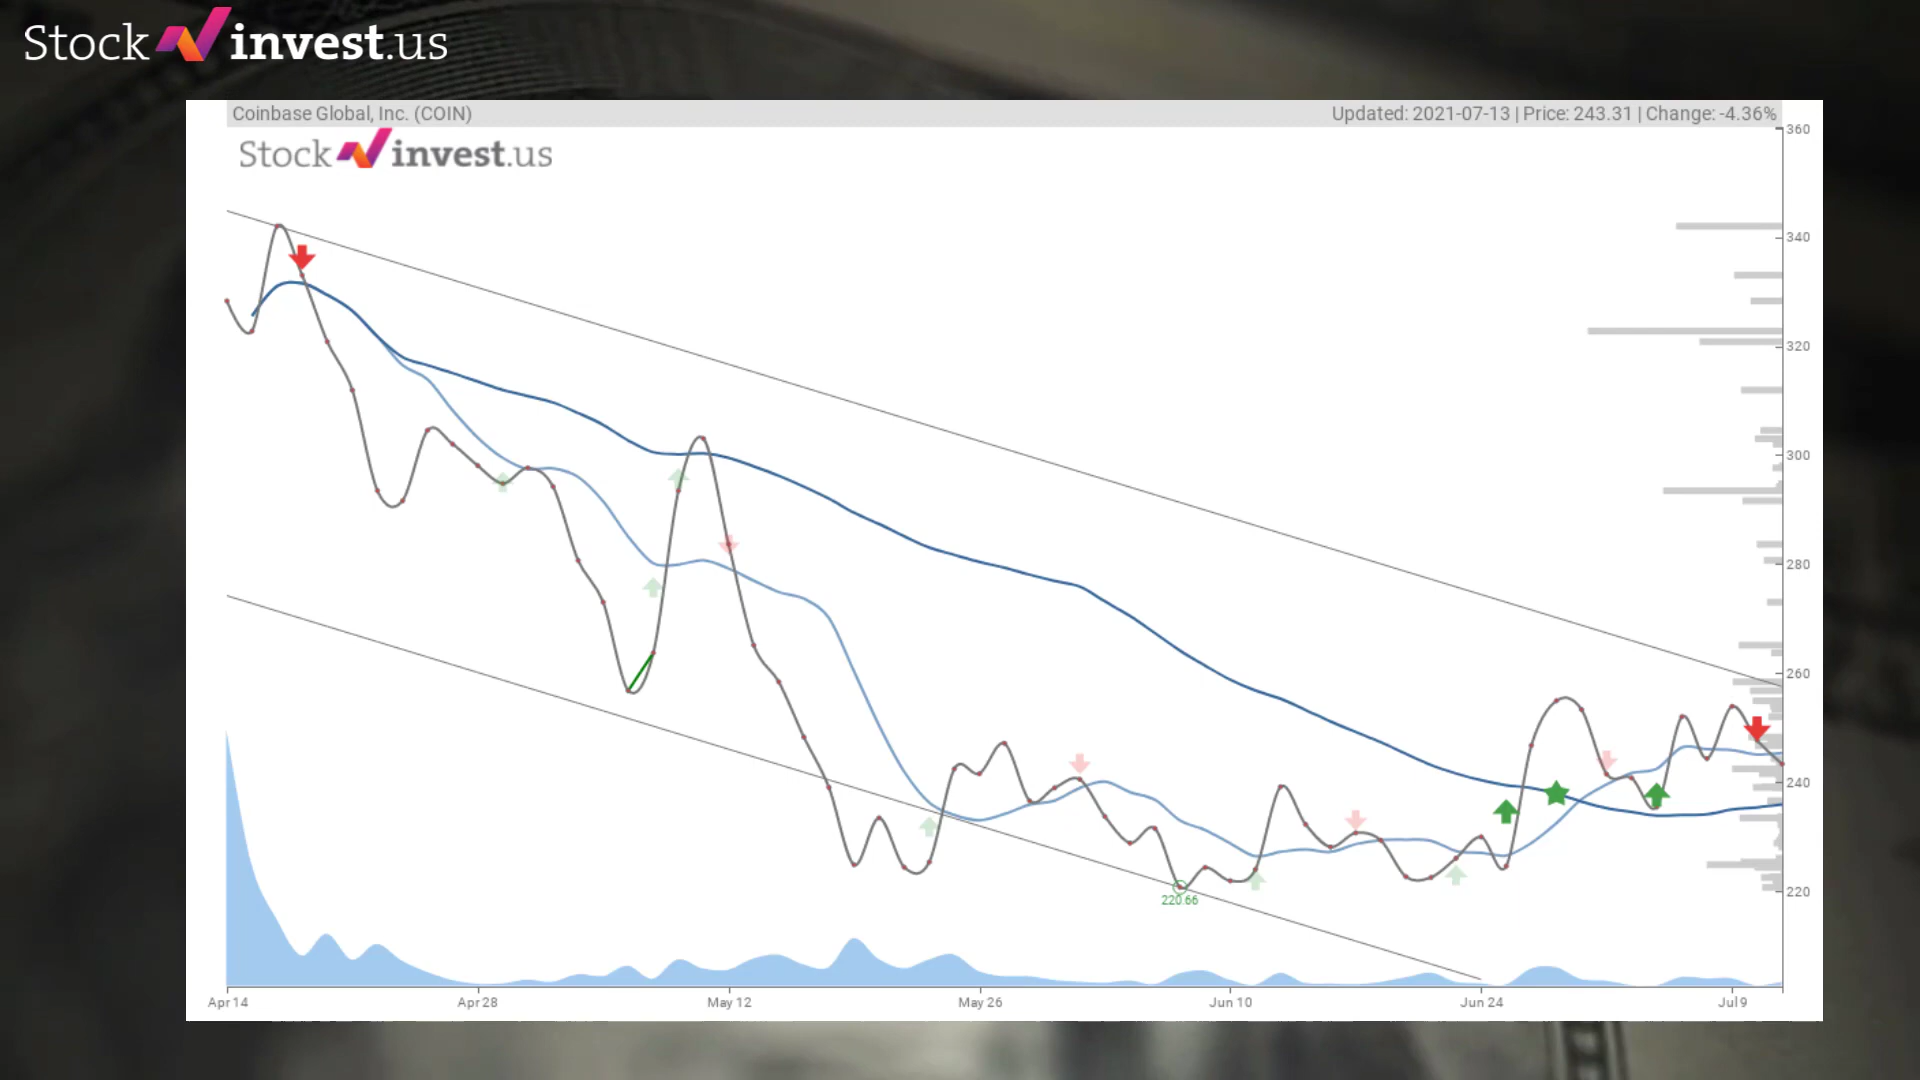 Stock invest.us
Coinbase Global, Inc. (COIN)
Updated: 2021-07-13 | Price: 243.31 | Change: -4.36%
Stock invest.us
360
340
320
300
280
260
240
220
220.66
Apr 14
Apr 28
May 12
May 26
Jun 10
Jun 24
Jul 9